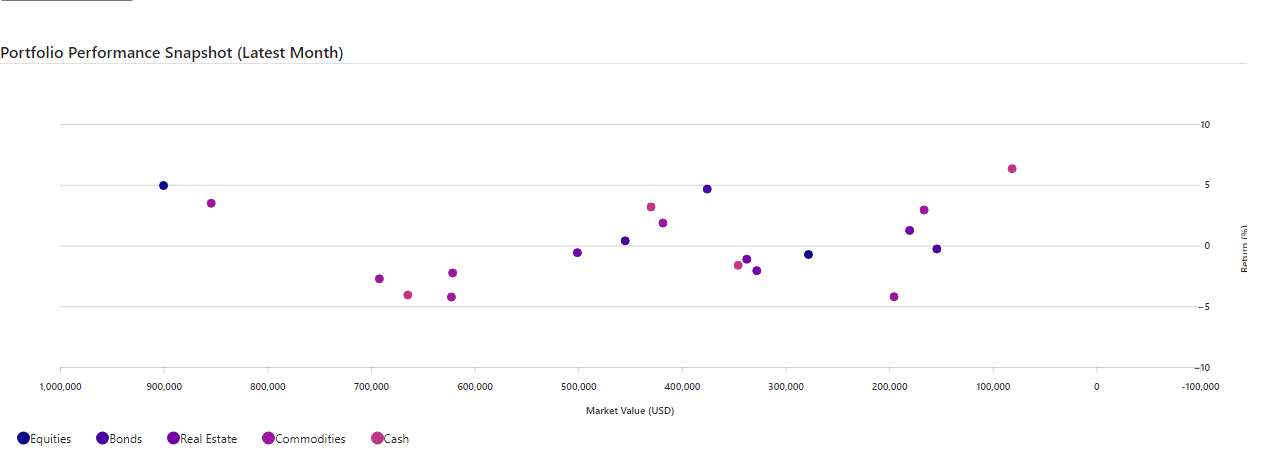 Portfolio Performance Snapshot (Latest Month)
10
5
0
−5
−10
Return (%)
1,000,000 900,000 800,000 700,000 600,000 500,000 400,000 300,000 200,000 100,000 0 -100,000
Market Value (USD)
Equities Bonds Real Estate Commodities Cash